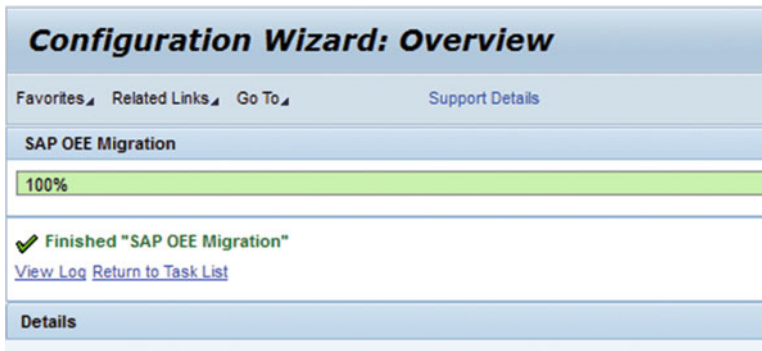 Configuration Wizard: Overview
Favorites Related Links Go To Support Details
SAP OEE Migration
100%
Finished "SAP OEE Migration"
View Log Return to Task List
Details